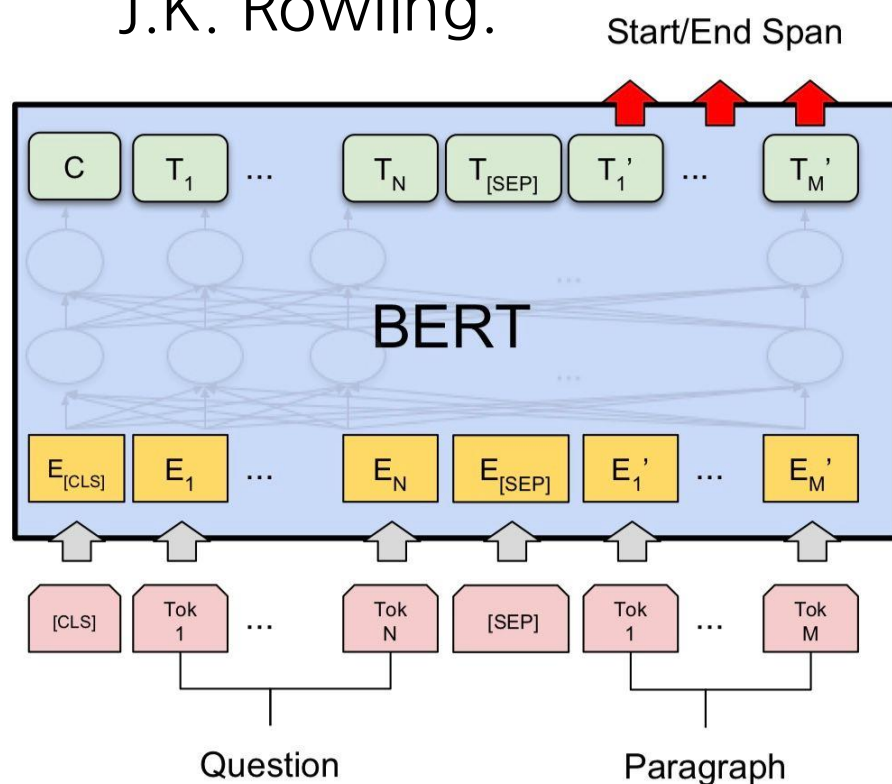 J.K. Rowling.
Start/End Span
C T1 ... TN T[SEP] T1' ... TM'
...
BERT
...
E[CLS] E1 ... EN E[SEP] E1' ... EM'
[CLS] Tok 1 ... Tok N [SEP] Tok 1 ... Tok M
Question Paragraph